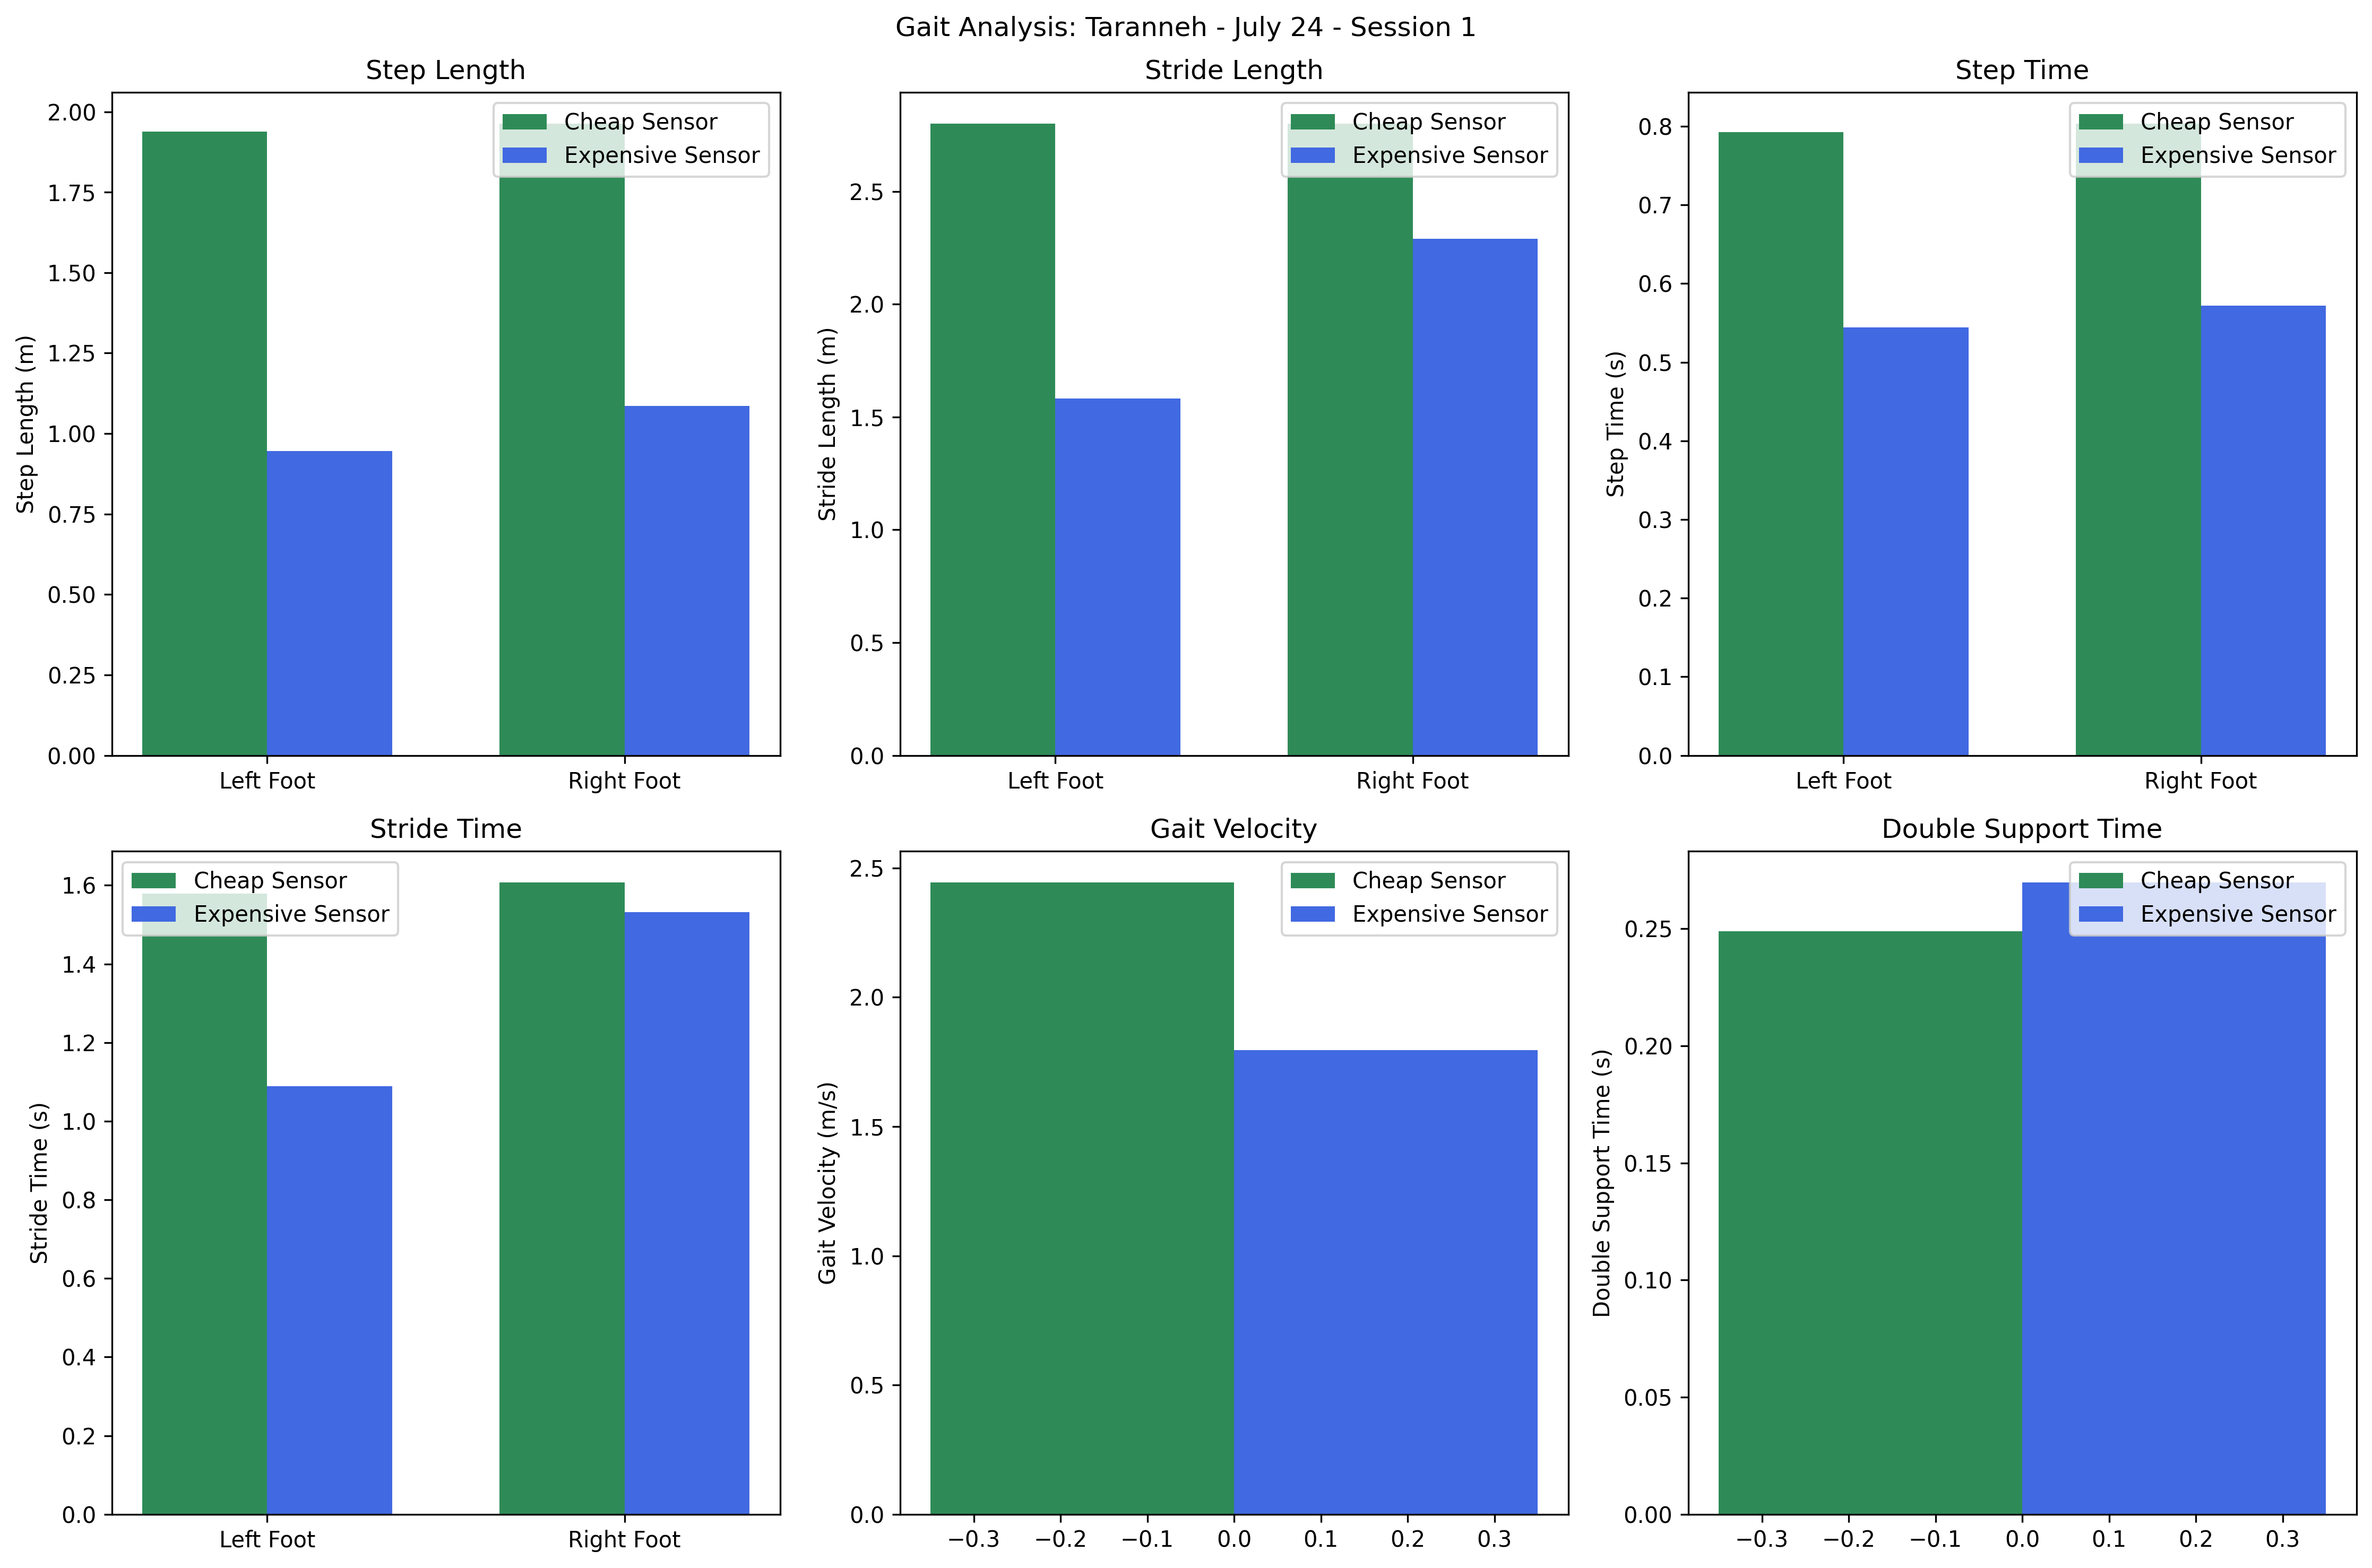 Gait Analysis: Taranneh - July 24 - Session 1
Step Length
Step Length (m)
2.00
1.75
1.50
1.25
1.00
0.75
0.50
0.25
0.00
Left Foot
Right Foot
Cheap Sensor
Expensive Sensor
Stride Length
Stride Length (m)
2.5
2.0
1.5
1.0
0.5
0.0
Left Foot
Right Foot
Cheap Sensor
Expensive Sensor
Step Time
Step Time (s)
0.8
0.7
0.6
0.5
0.4
0.3
0.2
0.1
0.0
Left Foot
Right Foot
Cheap Sensor
Expensive Sensor
Stride Time
Stride Time (s)
1.6
1.4
1.2
1.0
0.8
0.6
0.4
0.2
0.0
Left Foot
Right Foot
Cheap Sensor
Expensive Sensor
Gait Velocity
Gait Velocity (m/s)
2.5
2.0
1.5
1.0
0.5
0.0
−0.3 −0.2 −0.1 0.0 0.1 0.2 0.3
Cheap Sensor
Expensive Sensor
Double Support Time
Double Support Time (s)
0.25
0.20
0.15
0.10
0.05
0.00
−0.3 −0.2 −0.1 0.0 0.1 0.2 0.3
Cheap Sensor
Expensive Sensor